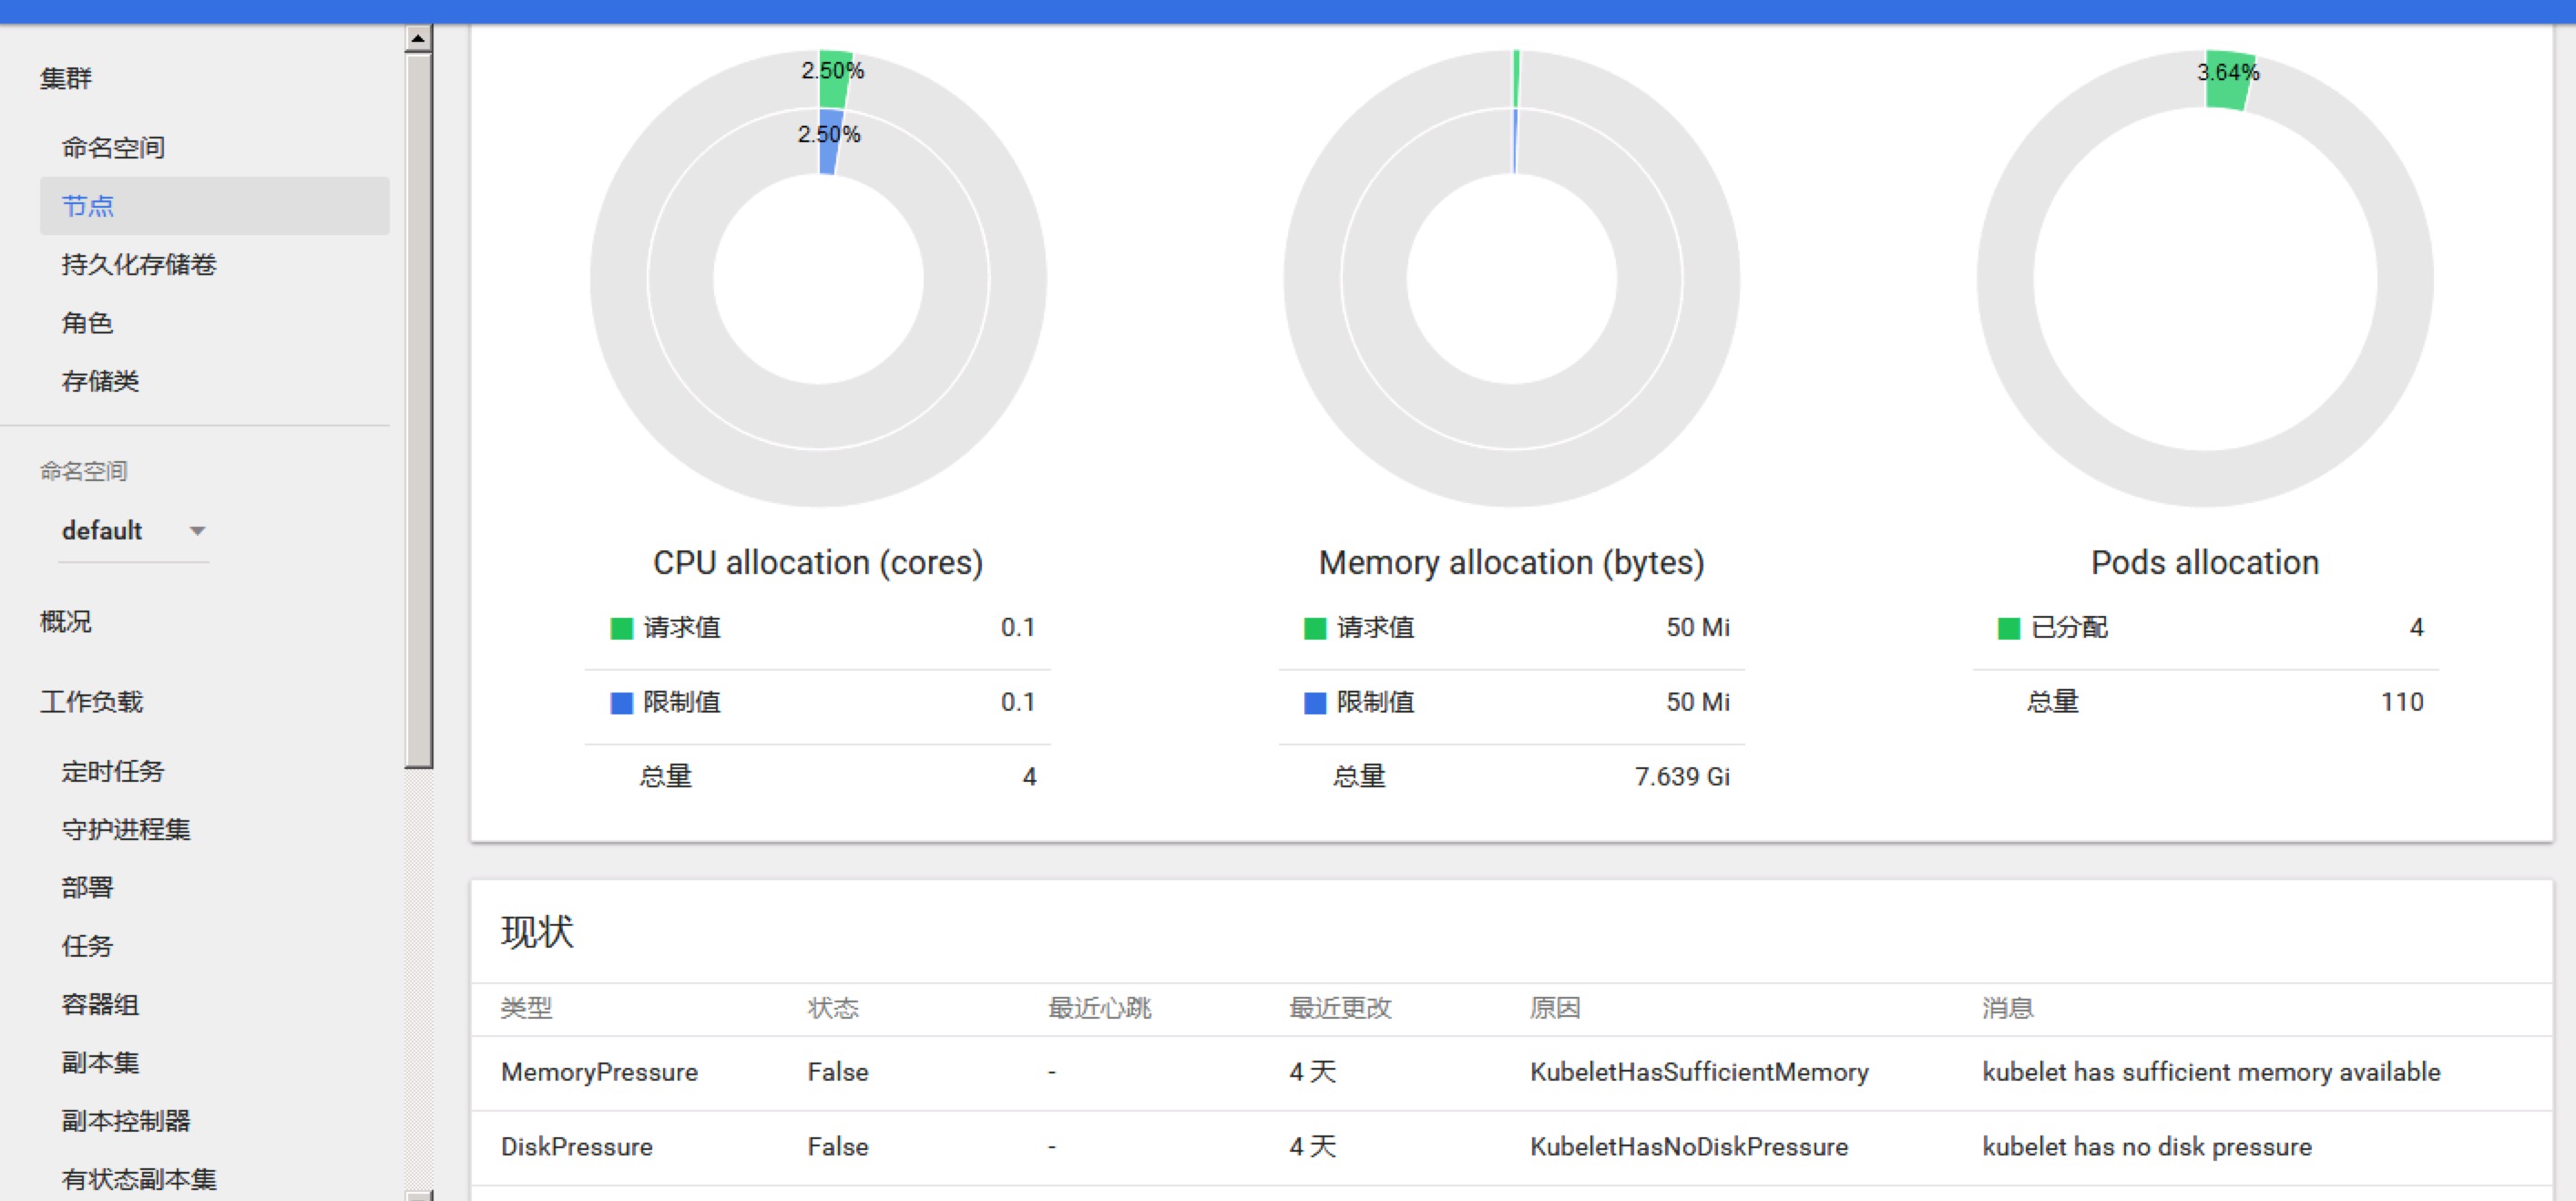 集群
命名空间
节点
持久化存储卷
角色
存储类
命名空间
default
概况
工作负载
定时任务
守护进程集
部署
任务
容器组
副本集
副本控制器
有状态副本集
2.50%
2.50%
CPU allocation (cores)
请求值 0.1
限制值 0.1
总量 4
Memory allocation (bytes)
请求值 50 Mi
限制值 50 Mi
总量 7.639 Gi
3.64%
Pods allocation
已分配 4
总量 110
现状
类型 状态 最近心跳 最近更改 原因 消息
MemoryPressure False - 4 天 KubeletHasSufficientMemory kubelet has sufficient memory available
DiskPressure False - 4 天 KubeletHasNoDiskPressure kubelet has no disk pressure